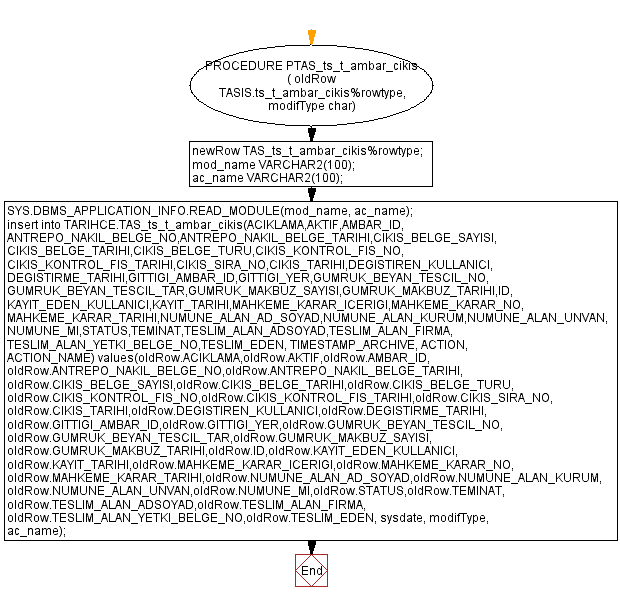 PROCEDURE PTAS_ts_t_ambar_cikis
( oldRow
TASIS.ts_t_ambar_cikis%rowtype,
modifType char)
newRow TAS_ts_t_ambar_cikis%rowtype;
mod_name VARCHAR2(100);
ac_name VARCHAR2(100);
SYS.DBMS_APPLICATION_INFO.READ_MODULE(mod_name, ac_name);
insert into TARIHCE.TAS_ts_t_ambar_cikis(ACIKLAMA,AKTIF,AMBAR_ID,
ANTREPO_NAKIL_BELGE_NO,ANTREPO_NAKIL_BELGE_TARIHI,CIKIS_BELGE_SAYISI,
CIKIS_BELGE_TARIHI,CIKIS_BELGE_TURU,CIKIS_KONTROL_FIS_NO,
CIKIS_KONTROL_FIS_TARIHI,CIKIS_SIRA_NO,CIKIS_TARIHI,DEGISTIREN_KULLANICI,
DEGISTIRME_TARIHI,GITTIGI_AMBAR_ID,GITTIGI_YER,GUMRUK_BEYAN_TESCIL_NO,
GUMRUK_BEYAN_TESCIL_TAR,GUMRUK_MAKBUZ_SAYISI,GUMRUK_MAKBUZ_TARIHI,ID,
KAYIT_EDEN_KULLANICI,KAYIT_TARIHI,MAHKEME_KARAR_ICERIGI,MAHKEME_KARAR_NO,
MAHKEME_KARAR_TARIHI,NUMUNE_ALAN_AD_SOYAD,NUMUNE_ALAN_KURUM,NUMUNE_ALAN_UNVAN,
NUMUNE_MI,STATUS,TEMINAT,TESLIM_ALAN_ADSOYAD,TESLIM_ALAN_FIRMA,
TESLIM_ALAN_YETKI_BELGE_NO,TESLIM_EDEN, TIMESTAMP_ARCHIVE, ACTION,
ACTION_NAME) values(oldRow.ACIKLAMA,oldRow.AKTIF,oldRow.AMBAR_ID,
oldRow.ANTREPO_NAKIL_BELGE_NO,oldRow.ANTREPO_NAKIL_BELGE_TARIHI,
oldRow.CIKIS_BELGE_SAYISI,oldRow.CIKIS_BELGE_TARIHI,oldRow.CIKIS_BELGE_TURU,
oldRow.CIKIS_KONTROL_FIS_NO,oldRow.CIKIS_KONTROL_FIS_TARIHI,oldRow.CIKIS_SIRA_NO,
oldRow.CIKIS_TARIHI,oldRow.DEGISTIREN_KULLANICI,oldRow.DEGISTIRME_TARIHI,
oldRow.GITTIGI_AMBAR_ID,oldRow.GITTIGI_YER,oldRow.GUMRUK_BEYAN_TESCIL_NO,
oldRow.GUMRUK_BEYAN_TESCIL_TAR,oldRow.GUMRUK_MAKBUZ_SAYISI,
oldRow.GUMRUK_MAKBUZ_TARIHI,oldRow.ID,oldRow.KAYIT_EDEN_KULLANICI,
oldRow.KAYIT_TARIHI,oldRow.MAHKEME_KARAR_ICERIGI,oldRow.MAHKEME_KARAR_NO,
oldRow.MAHKEME_KARAR_TARIHI,oldRow.NUMUNE_ALAN_AD_SOYAD,oldRow.NUMUNE_ALAN_KURUM,
oldRow.NUMUNE_ALAN_UNVAN,oldRow.NUMUNE_MI,oldRow.STATUS,oldRow.TEMINAT,
oldRow.TESLIM_ALAN_ADSOYAD,oldRow.TESLIM_ALAN_FIRMA,
oldRow.TESLIM_ALAN_YETKI_BELGE_NO,oldRow.TESLIM_EDEN, sysdate, modifType,
ac_name);
End